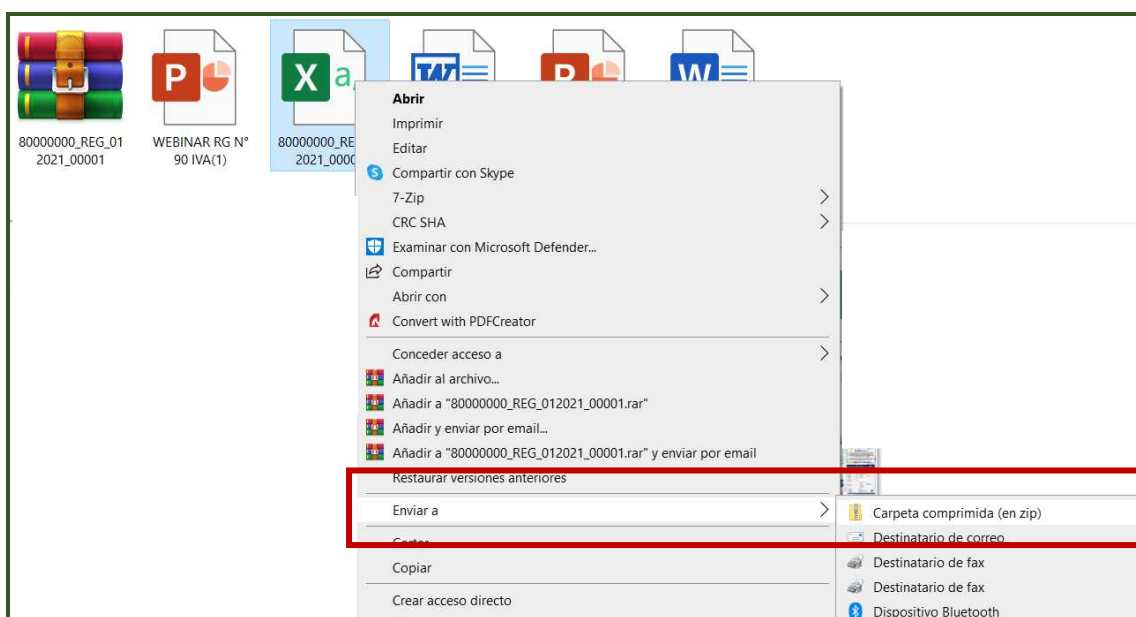 80000000_REG_01
2021_00001
WEBINAR RG N°
90 IVA(1)
80000000_RE
2021_0000
Abrir
Imprimir
Editar
Compartir con Skype
7-Zip
CRC SHA
Examinar con Microsoft Defender...
Compartir
Abrir con
Convert with PDFCreator
Conceder acceso a
Añadir al archivo...
Añadir a "80000000_REG_012021_00001.rar"
Añadir y enviar por email...
Añadir a "80000000_REG_012021_00001.rar" y enviar por email
Restaurar versiones anteriores
Enviar a
Cortar
Copiar
Crear acceso directo
Carpeta comprimida (en zip)
Destinatario de correo
Destinatario de fax
Destinatario de fax
Dispositivo Bluetooth